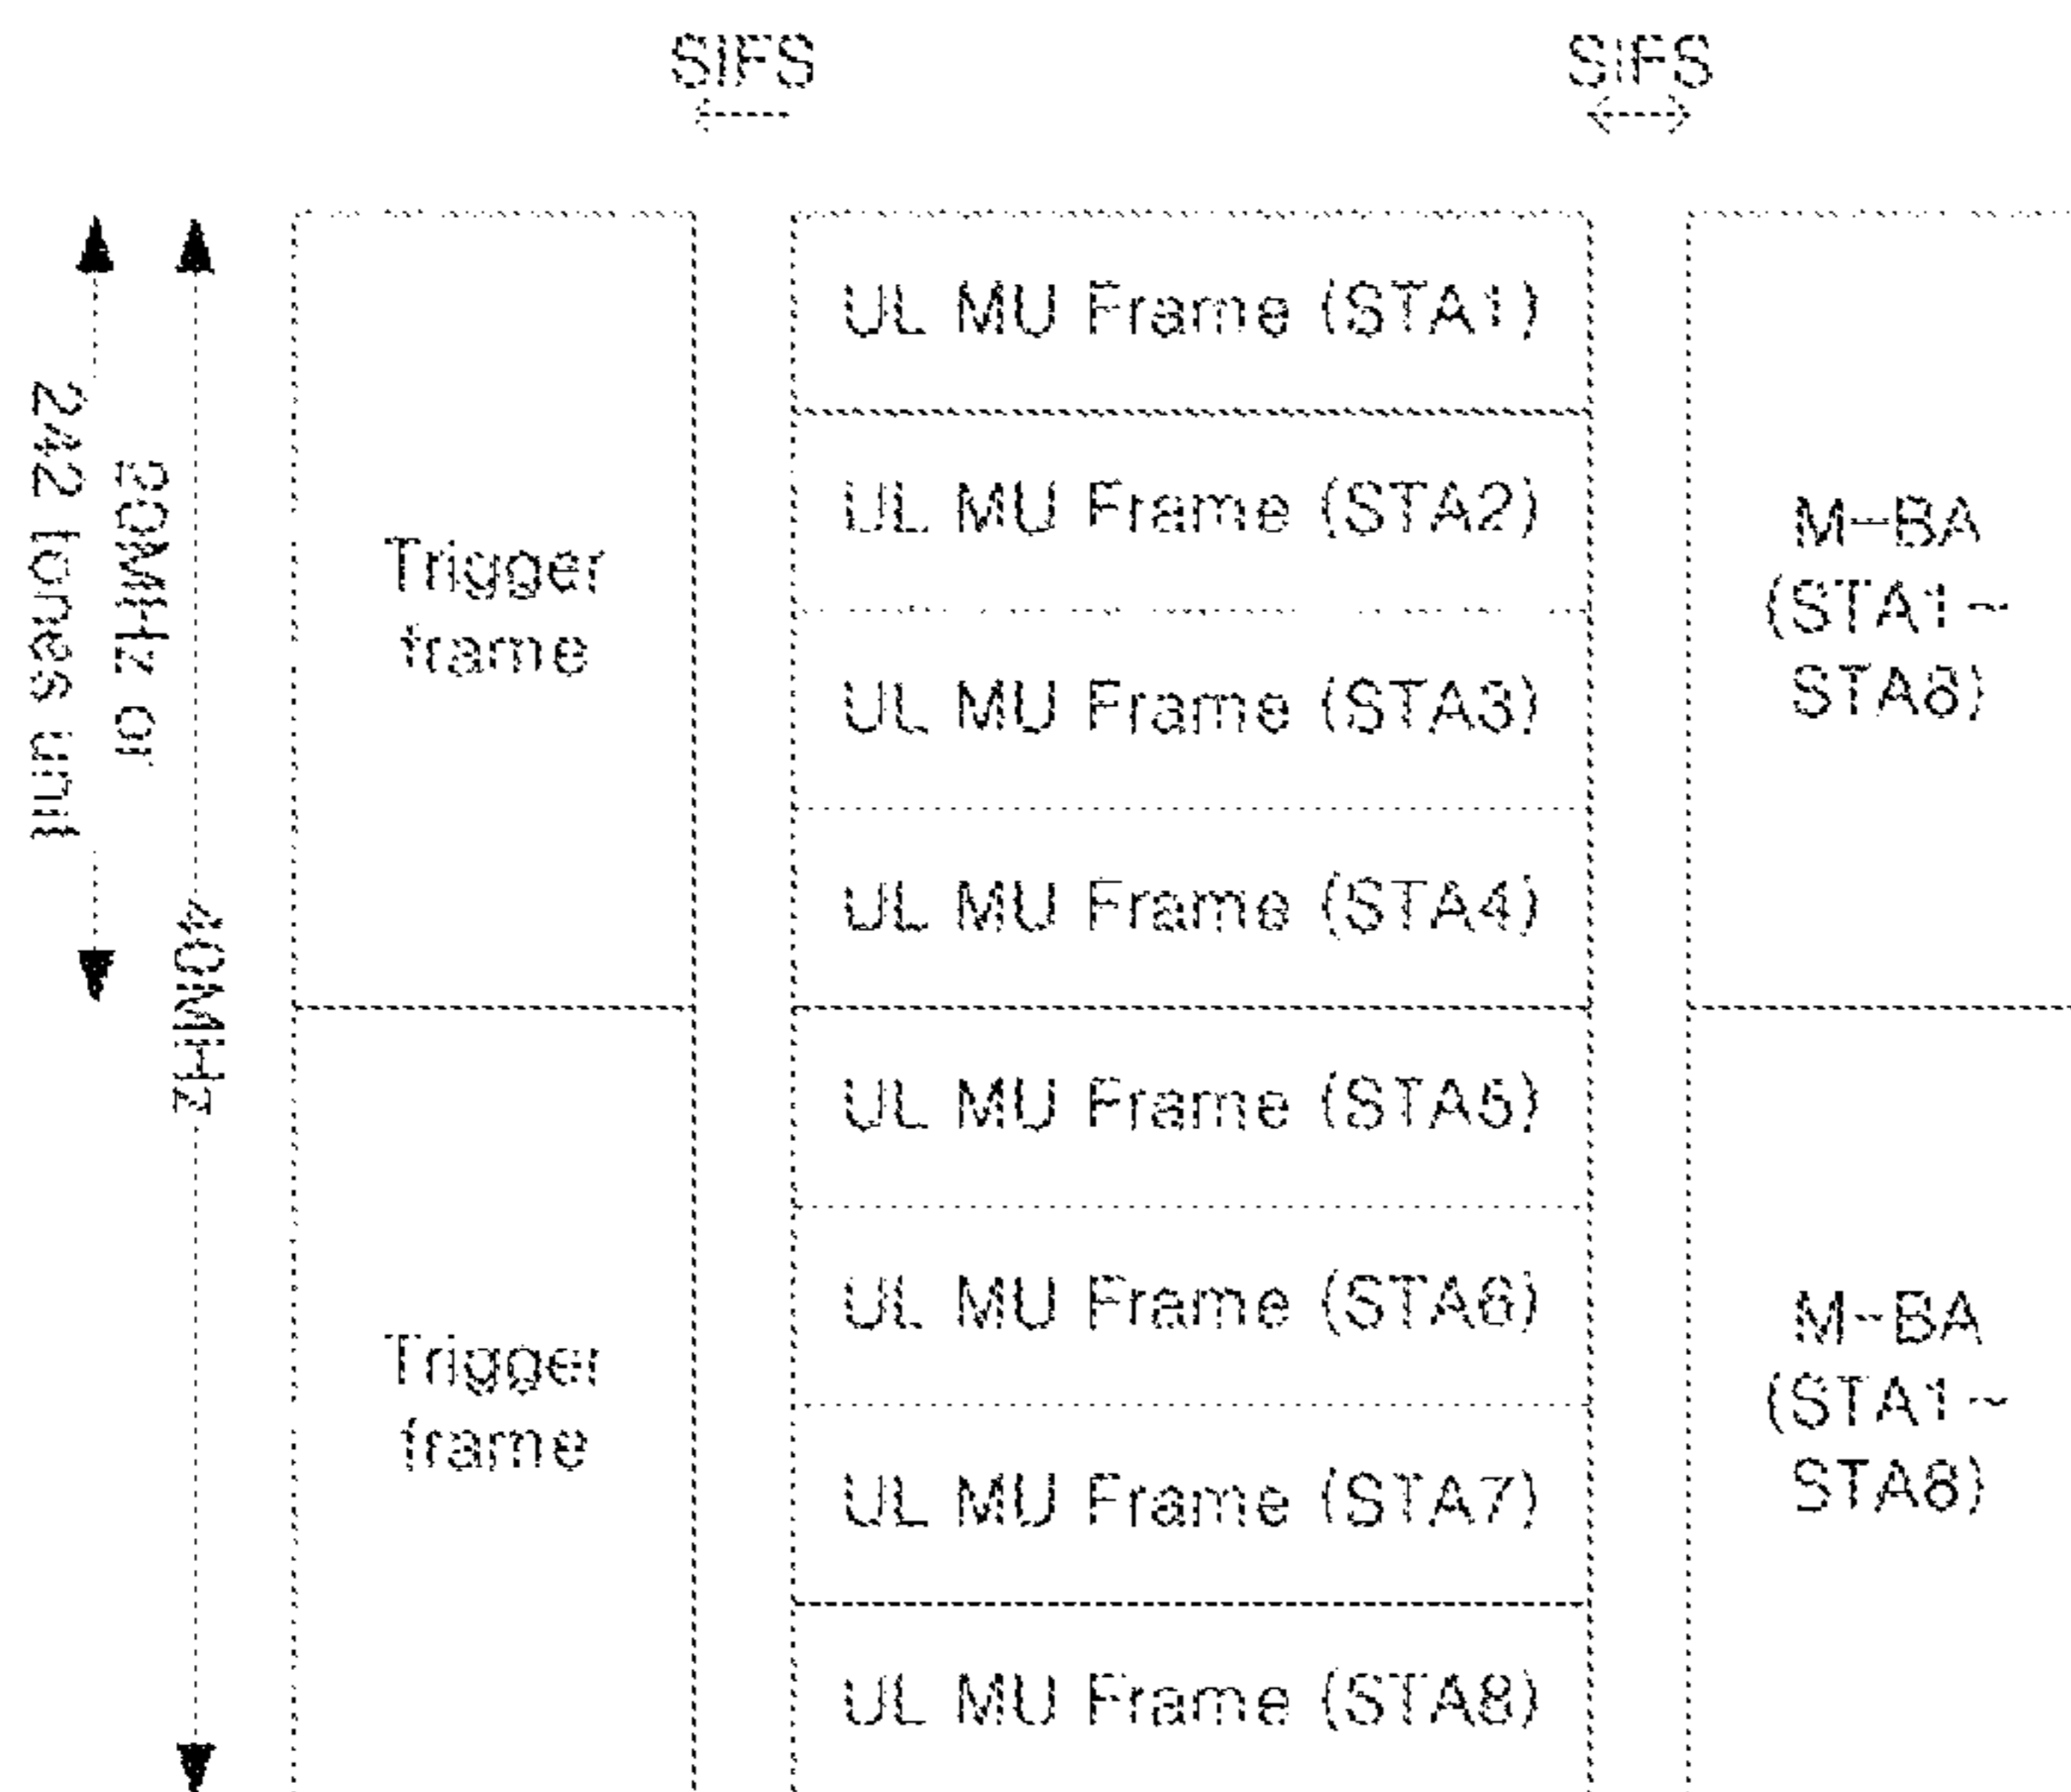 SIFS
SIFS
20MHz or
242 tones unit
40MHz
Trigger
frame
Trigger
frame
UL MU Frame (STA1)
UL MU Frame (STA2)
UL MU Frame (STA3)
UL MU Frame (STA4)
UL MU Frame (STA5)
UL MU Frame (STA6)
UL MU Frame (STA7)
UL MU Frame (STA8)
M-BA
(STA1~
STA8)
M-BA
(STA1~
STA8)